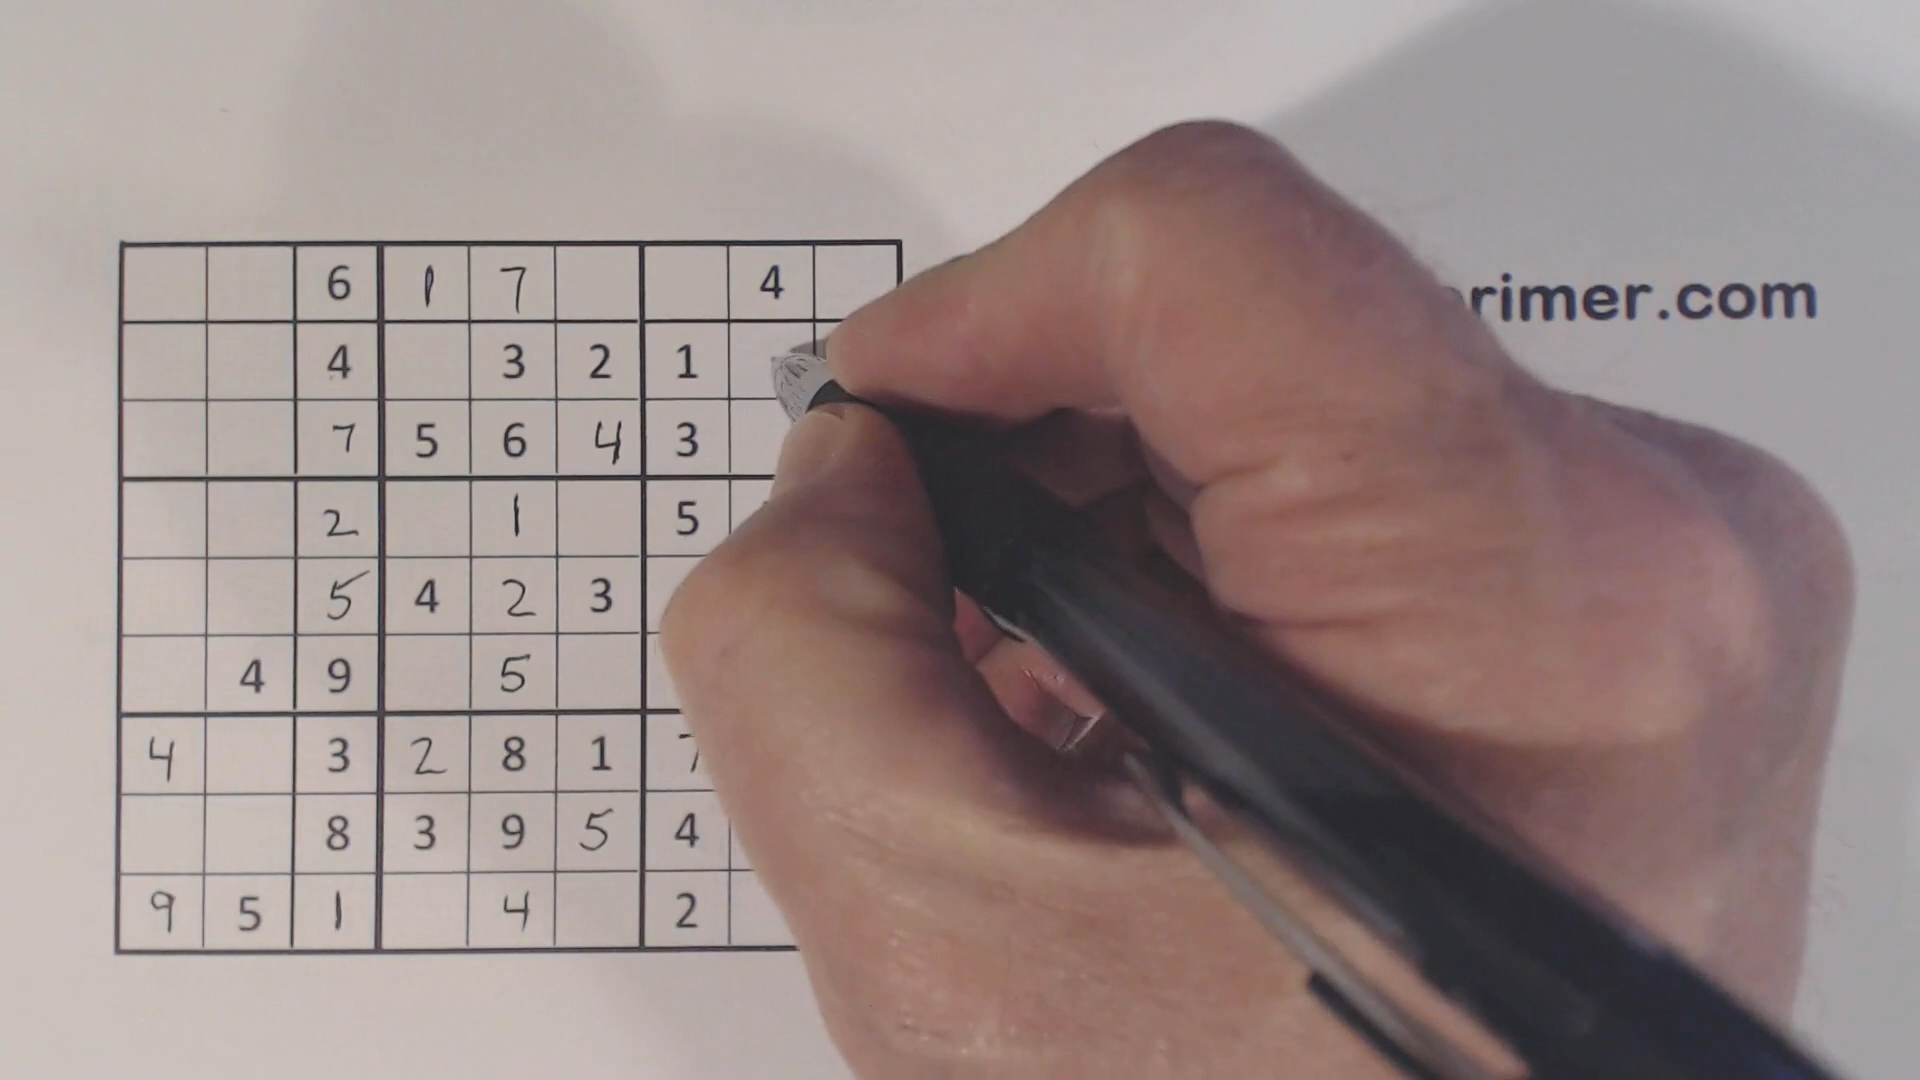 rimer.com
6 1 7 4
4 3 2 1
7 5 6 4 3
2 1 5
5 4 2 3
4 9 5
4 3 2 8 1 7
8 3 9 5 4
9 5 1 4 2